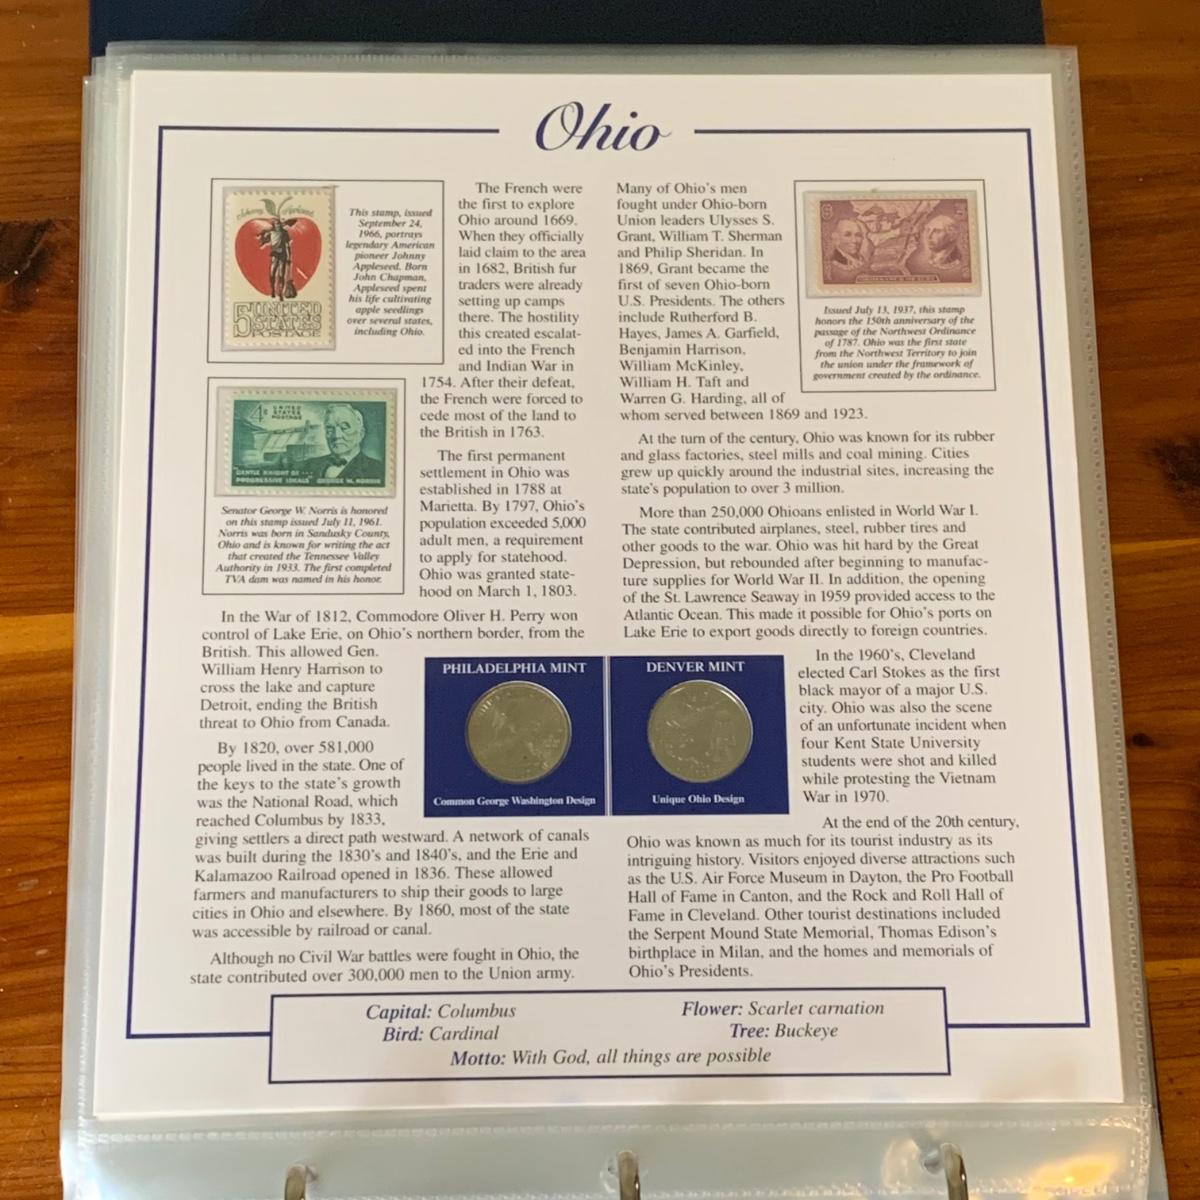 Ohio
Johnny Appleseed
5¢ UNITED
STATES
POSTAGE
This stamp, issued
September 24,
1966, portrays
legendary American
pioneer Johnny
Appleseed. Born
John Chapman,
Appleseed spent
his life cultivating
apple seedlings
over several states,
including Ohio.
4¢ UNITED
STATES
POSTAGE
"GENTLE KNIGHT OF ...
PROGRESSIVE IDEALS" GEORGE W. NORRIS
Senator George W. Norris is honored
on this stamp issued July 11, 1961.
Norris was born in Sandusky County,
Ohio and is known for writing the act
that created the Tennessee Valley
Authority in 1933. The first completed
TVA dam was named in his honor.
The French were
the first to explore
Ohio around 1669.
When they officially
laid claim to the area
in 1682, British fur
traders were already
setting up camps
there. The hostility
this created escalat-
ed into the French
and Indian War in
1754. After their defeat,
the French were forced to
cede most of the land to
the British in 1763.
The first permanent
settlement in Ohio was
established in 1788 at
Marietta. By 1797, Ohio's
population exceeded 5,000
adult men, a requirement
to apply for statehood.
Ohio was granted state-
hood on March 1, 1803.
In the War of 1812, Commodore Oliver H. Perry won
control of Lake Erie, on Ohio's northern border, from the
British. This allowed Gen.
William Henry Harrison to
cross the lake and capture
Detroit, ending the British
threat to Ohio from Canada.
By 1820, over 581,000
people lived in the state. One of
the keys to the state's growth
was the National Road, which
reached Columbus by 1833,
giving settlers a direct path westward. A network of canals
was built during the 1830's and 1840's, and the Erie and
Kalamazoo Railroad opened in 1836. These allowed
farmers and manufacturers to ship their goods to large
cities in Ohio and elsewhere. By 1860, most of the state
was accessible by railroad or canal.
Although no Civil War battles were fought in Ohio, the
state contributed over 300,000 men to the Union army.
Many of Ohio's men
fought under Ohio-born
Union leaders Ulysses S.
Grant, William T. Sherman
and Philip Sheridan. In
1869, Grant became the
first of seven Ohio-born
U.S. Presidents. The others
include Rutherford B.
Hayes, James A. Garfield,
Benjamin Harrison,
William McKinley,
William H. Taft and
Warren G. Harding, all of
whom served between 1869 and 1923.
Issued July 13, 1937, this stamp
honors the 150th anniversary of the
passage of the Northwest Ordinance
of 1787. Ohio was the first state
from the Northwest Territory to join
the union under the framework of
government created by the ordinance.
At the turn of the century, Ohio was known for its rubber
and glass factories, steel mills and coal mining. Cities
grew up quickly around the industrial sites, increasing the
state's population to over 3 million.
More than 250,000 Ohioans enlisted in World War I.
The state contributed airplanes, steel, rubber tires and
other goods to the war. Ohio was hit hard by the Great
Depression, but rebounded after beginning to manufac-
ture supplies for World War II. In addition, the opening
of the St. Lawrence Seaway in 1959 provided access to the
Atlantic Ocean. This made it possible for Ohio's ports on
Lake Erie to export goods directly to foreign countries.
In the 1960's, Cleveland
elected Carl Stokes as the first
black mayor of a major U.S.
city. Ohio was also the scene
of an unfortunate incident when
four Kent State University
students were shot and killed
while protesting the Vietnam
War in 1970.
At the end of the 20th century,
Ohio was known as much for its tourist industry as its
intriguing history. Visitors enjoyed diverse attractions such
as the U.S. Air Force Museum in Dayton, the Pro Football
Hall of Fame in Canton, and the Rock and Roll Hall of
Fame in Cleveland. Other tourist destinations included
the Serpent Mound State Memorial, Thomas Edison's
birthplace in Milan, and the homes and memorials of
Ohio's Presidents.
PHILADELPHIA MINT
Common George Washington Design
DENVER MINT
Unique Ohio Design
Capital: Columbus
Flower: Scarlet carnation
Bird: Cardinal
Tree: Buckeye
Motto: With God, all things are possible